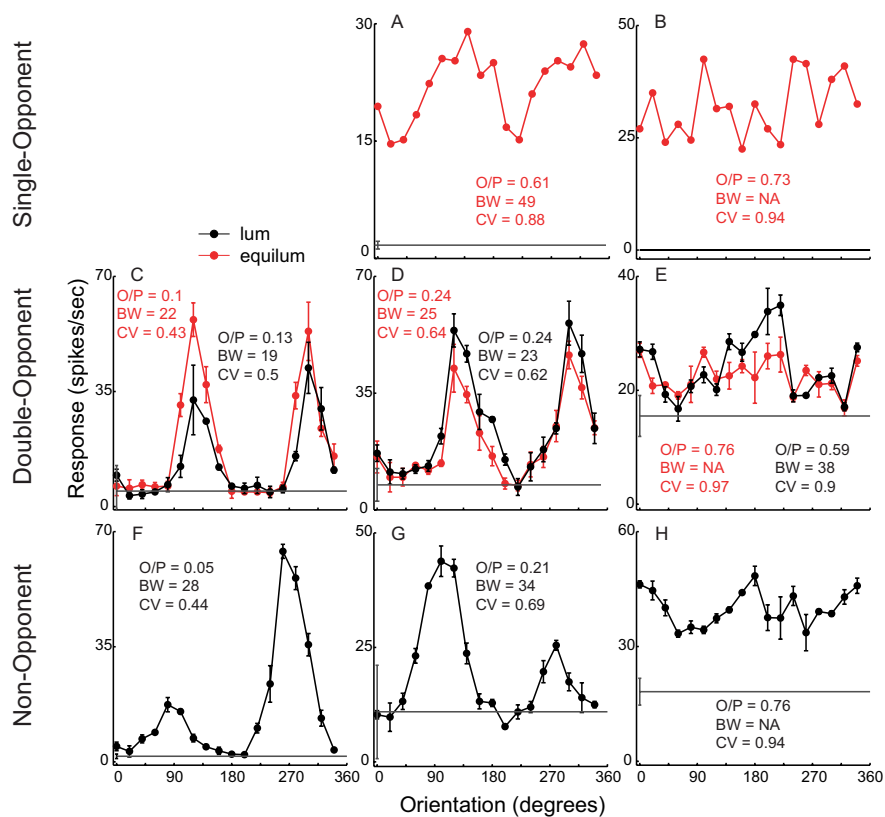 Single-Opponent
A
30
15
0
O/P = 0.61
BW = 49
CV = 0.88
B
50
25
0
O/P = 0.73
BW = NA
CV = 0.94
lum
equilum
Double-Opponent
Response (spikes/sec)
C
70
35
0
O/P = 0.1
BW = 22
CV = 0.43
O/P = 0.13
BW = 19
CV = 0.5
D
70
35
0
O/P = 0.24
BW = 25
CV = 0.64
O/P = 0.24
BW = 23
CV = 0.62
E
40
20
0
O/P = 0.76
BW = NA
CV = 0.97
O/P = 0.59
BW = 38
CV = 0.9
Non-Opponent
F
70
35
0
O/P = 0.05
BW = 28
CV = 0.44
0 90 180 270 360
G
50
25
0
O/P = 0.21
BW = 34
CV = 0.69
0 90 180 270 360
H
60
30
0
O/P = 0.76
BW = NA
CV = 0.94
0 90 180 270 360
Orientation (degrees)